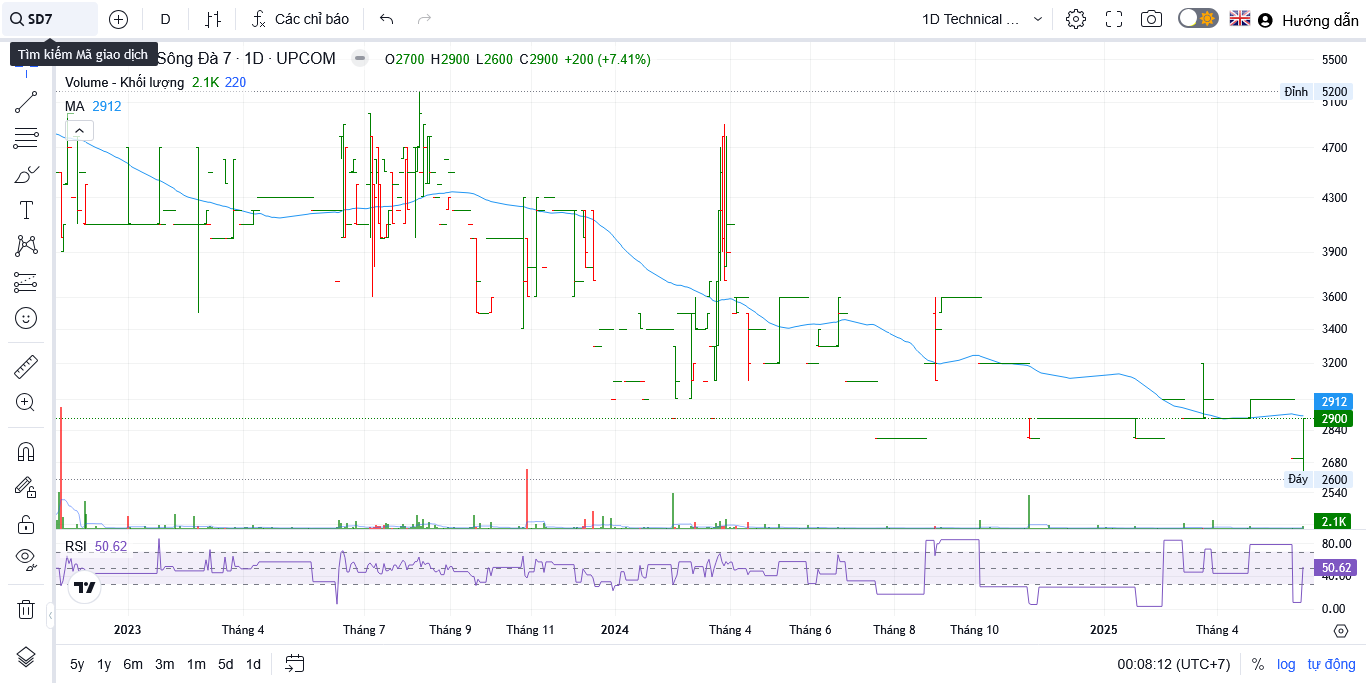 SD7
D
Các chỉ báo
1D Technical ...
Hướng dẫn
Tìm kiếm Mã giao dịch
Sông Đà 7 · 1D · UPCOM
O2700 H2900 L2600 C2900 +200 (+7.41%)
Volume - Khối lượng 2.1K 220
MA 2912
5500
Đỉnh 5200
5100
4700
4300
3900
3600
3400
3200
2912
2900
2840
2680
Đáy 2600
2540
2.1K
RSI 50.62
80.00
50.62
40.00
0.00
2023 Tháng 4 Tháng 7 Tháng 9 Tháng 11 2024 Tháng 4 Tháng 6 Tháng 8 Tháng 10 2025 Tháng 4
5y 1y 6m 3m 1m 5d 1d
00:08:12 (UTC+7) % log tự động